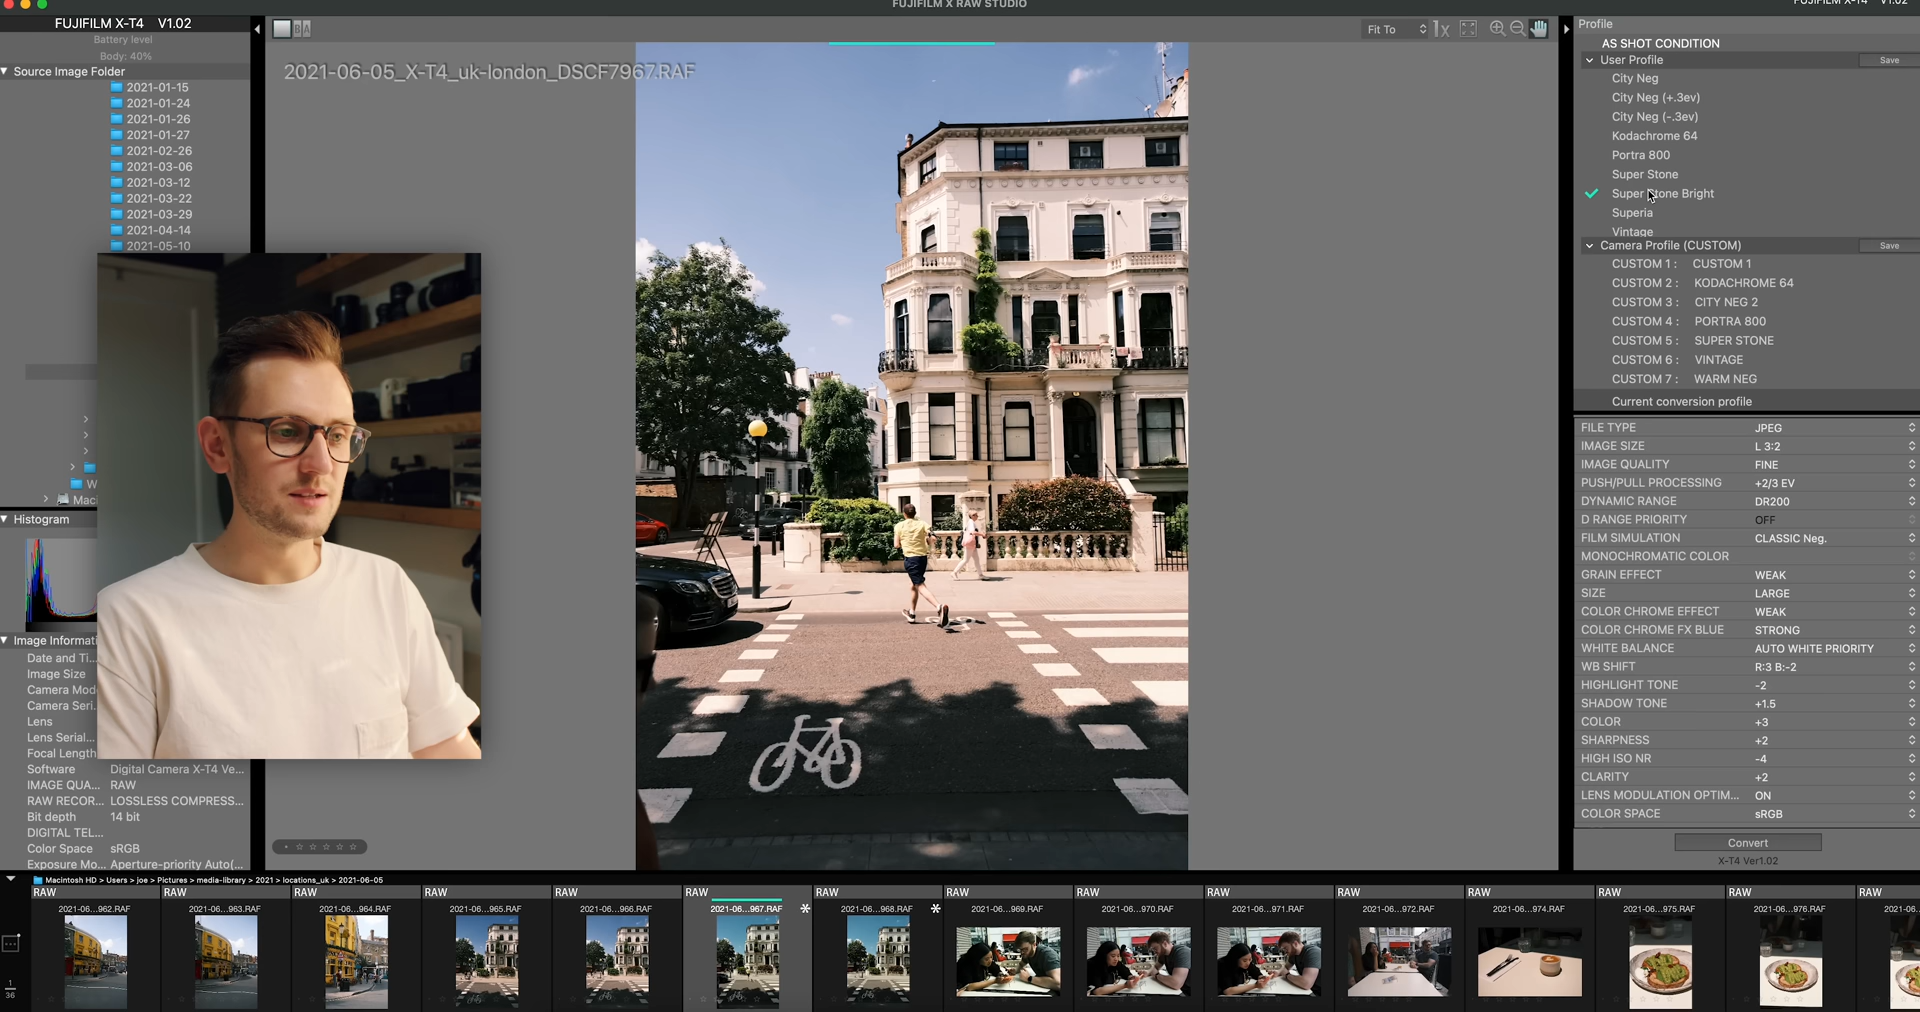 FUJIFILM X RAW STUDIO
FUJIFILM X-T4 V1.02
FUJIFILM X-T4 V1.02
Battery level
Body: 40%
Source Image Folder
2021-01-15
2021-01-24
2021-01-26
2021-01-27
2021-02-26
2021-03-06
2021-03-12
2021-03-22
2021-03-29
2021-04-14
2021-05-10
W
Maci
Histogram
Image Informati
Date and Ti...
Image Size
Camera Mod
Camera Seri..
Lens
Lens Serial...
Focal Length
Software Digital Camera X-T4 Ve...
IMAGE QUA... RAW
RAW RECOR... LOSSLESS COMPRESS...
Bit depth 14 bit
DIGITAL TEL...
Color Space sRGB
Exposure Mo... Aperture-priority Auto(...
B A
Fit To
1x
2021-06-05_X-T4_uk-london_DSCF7967.RAF
Profile
AS SHOT CONDITION
User Profile Save
City Neg
City Neg (+.3ev)
City Neg (-.3ev)
Kodachrome 64
Portra 800
Super Stone
Super Stone Bright
Superia
Vintage
Camera Profile (CUSTOM) Save
CUSTOM 1 : CUSTOM 1
CUSTOM 2 : KODACHROME 64
CUSTOM 3 : CITY NEG 2
CUSTOM 4 : PORTRA 800
CUSTOM 5 : SUPER STONE
CUSTOM 6 : VINTAGE
CUSTOM 7 : WARM NEG
Current conversion profile
FILE TYPE JPEG
IMAGE SIZE L 3:2
IMAGE QUALITY FINE
PUSH/PULL PROCESSING +2/3 EV
DYNAMIC RANGE DR200
D RANGE PRIORITY OFF
FILM SIMULATION CLASSIC Neg.
MONOCHROMATIC COLOR
GRAIN EFFECT WEAK
SIZE LARGE
COLOR CHROME EFFECT WEAK
COLOR CHROME FX BLUE STRONG
WHITE BALANCE AUTO WHITE PRIORITY
WB SHIFT R:3 B:-2
HIGHLIGHT TONE -2
SHADOW TONE +1.5
COLOR +3
SHARPNESS +2
HIGH ISO NR -4
CLARITY +2
LENS MODULATION OPTIM... ON
COLOR SPACE sRGB
Convert
X-T4 Ver1.02
Macintosh HD > Users > joe > Pictures > media-library > 2021 > locations_uk > 2021-06-05
RAW RAW RAW RAW RAW RAW RAW RAW RAW RAW RAW RAW RAW RAW RAW
2021-06...962.RAF 2021-06...963.RAF 2021-06...964.RAF 2021-06...965.RAF 2021-06...966.RAF 2021-06...967.RAF 2021-06...968.RAF 2021-06...969.RAF 2021-06...970.RAF 2021-06...971.RAF 2021-06...972.RAF 2021-06...974.RAF 2021-06...975.RAF 2021-06...976.RAF 2021-06..
1
36